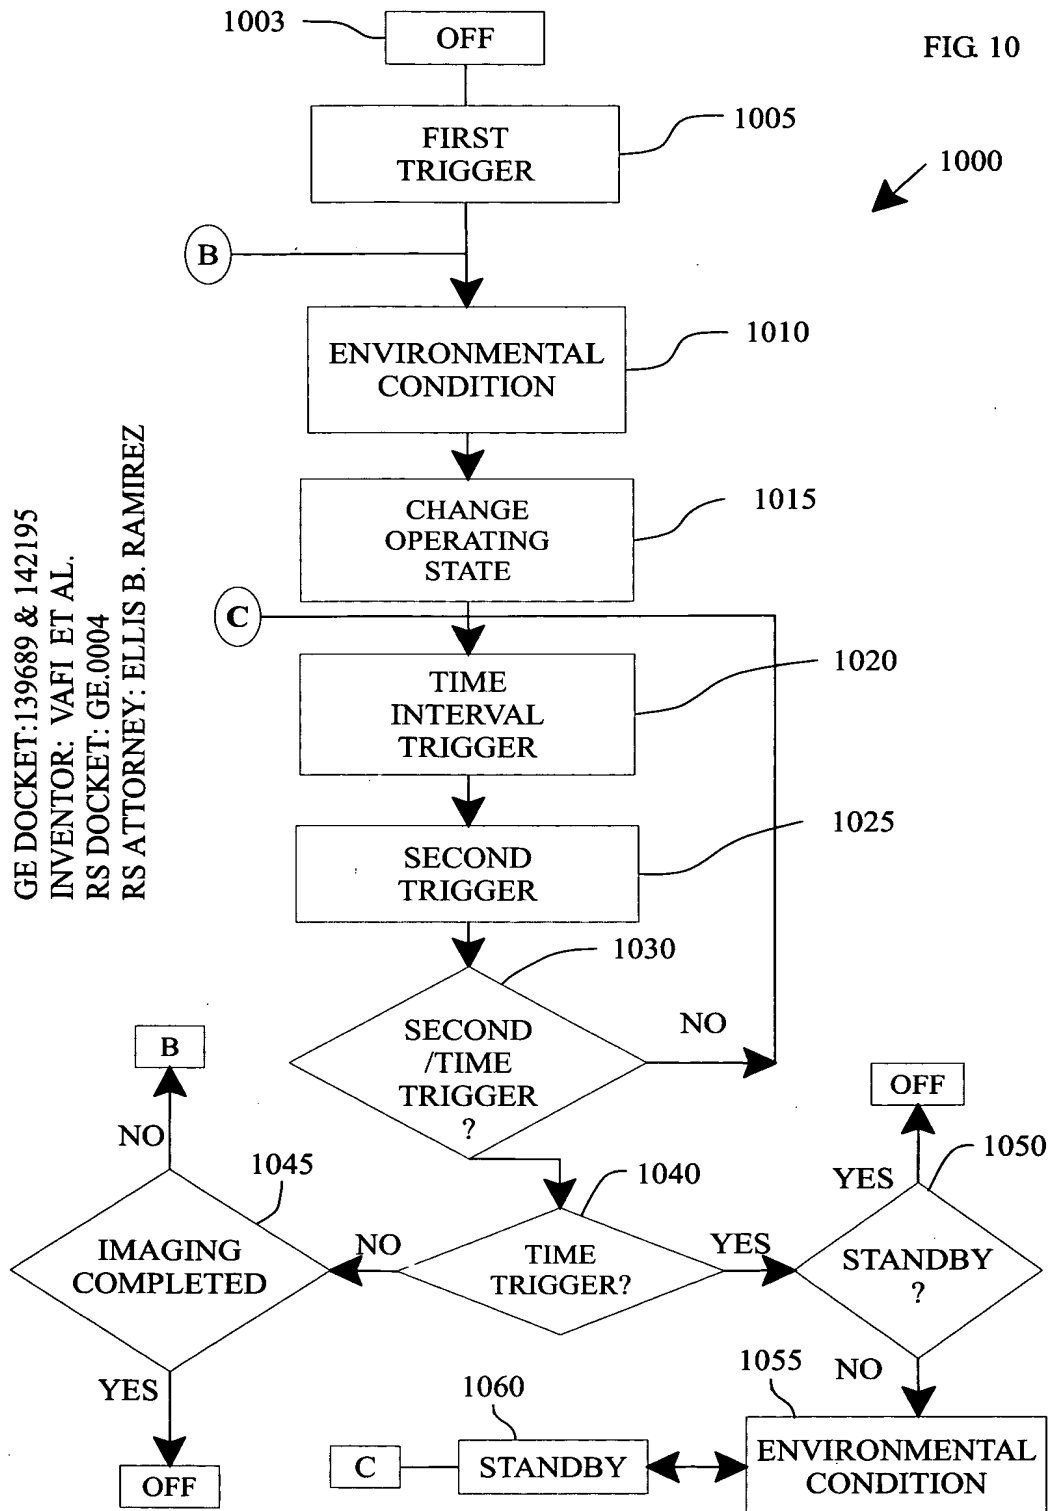 1003
OFF
FIG. 10
FIRST
TRIGGER
1005
1000
B
ENVIRONMENTAL
CONDITION
1010
CHANGE
OPERATING
STATE
1015
C
TIME
INTERVAL
TRIGGER
1020
SECOND
TRIGGER
1025
GE DOCKET:139689 & 142195
INVENTOR: VAFI ET AL.
RS DOCKET: GE.0004
RS ATTORNEY: ELLIS B. RAMIREZ
1030
SECOND
/TIME
TRIGGER
?
NO
B
NO
1045
IMAGING
COMPLETED
YES
OFF
1040
NO
TIME
TRIGGER?
YES
OFF
YES
1050
STANDBY
?
NO
1055
ENVIRONMENTAL
CONDITION
1060
STANDBY
C